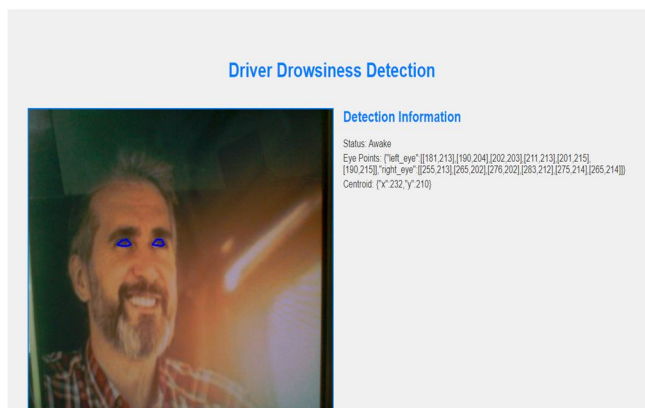 Driver Drowsiness Detection
Detection Information
Status: Awake
Eye Points: {"left_eye":[[181,213],[190,204],[202,203],[211,213],[201,215],
[190,215]],"right_eye":[[255,213],[265,202],[276,202],[283,212],[275,214],[265,214]]}
Centroid: {"x":232,"y":210}